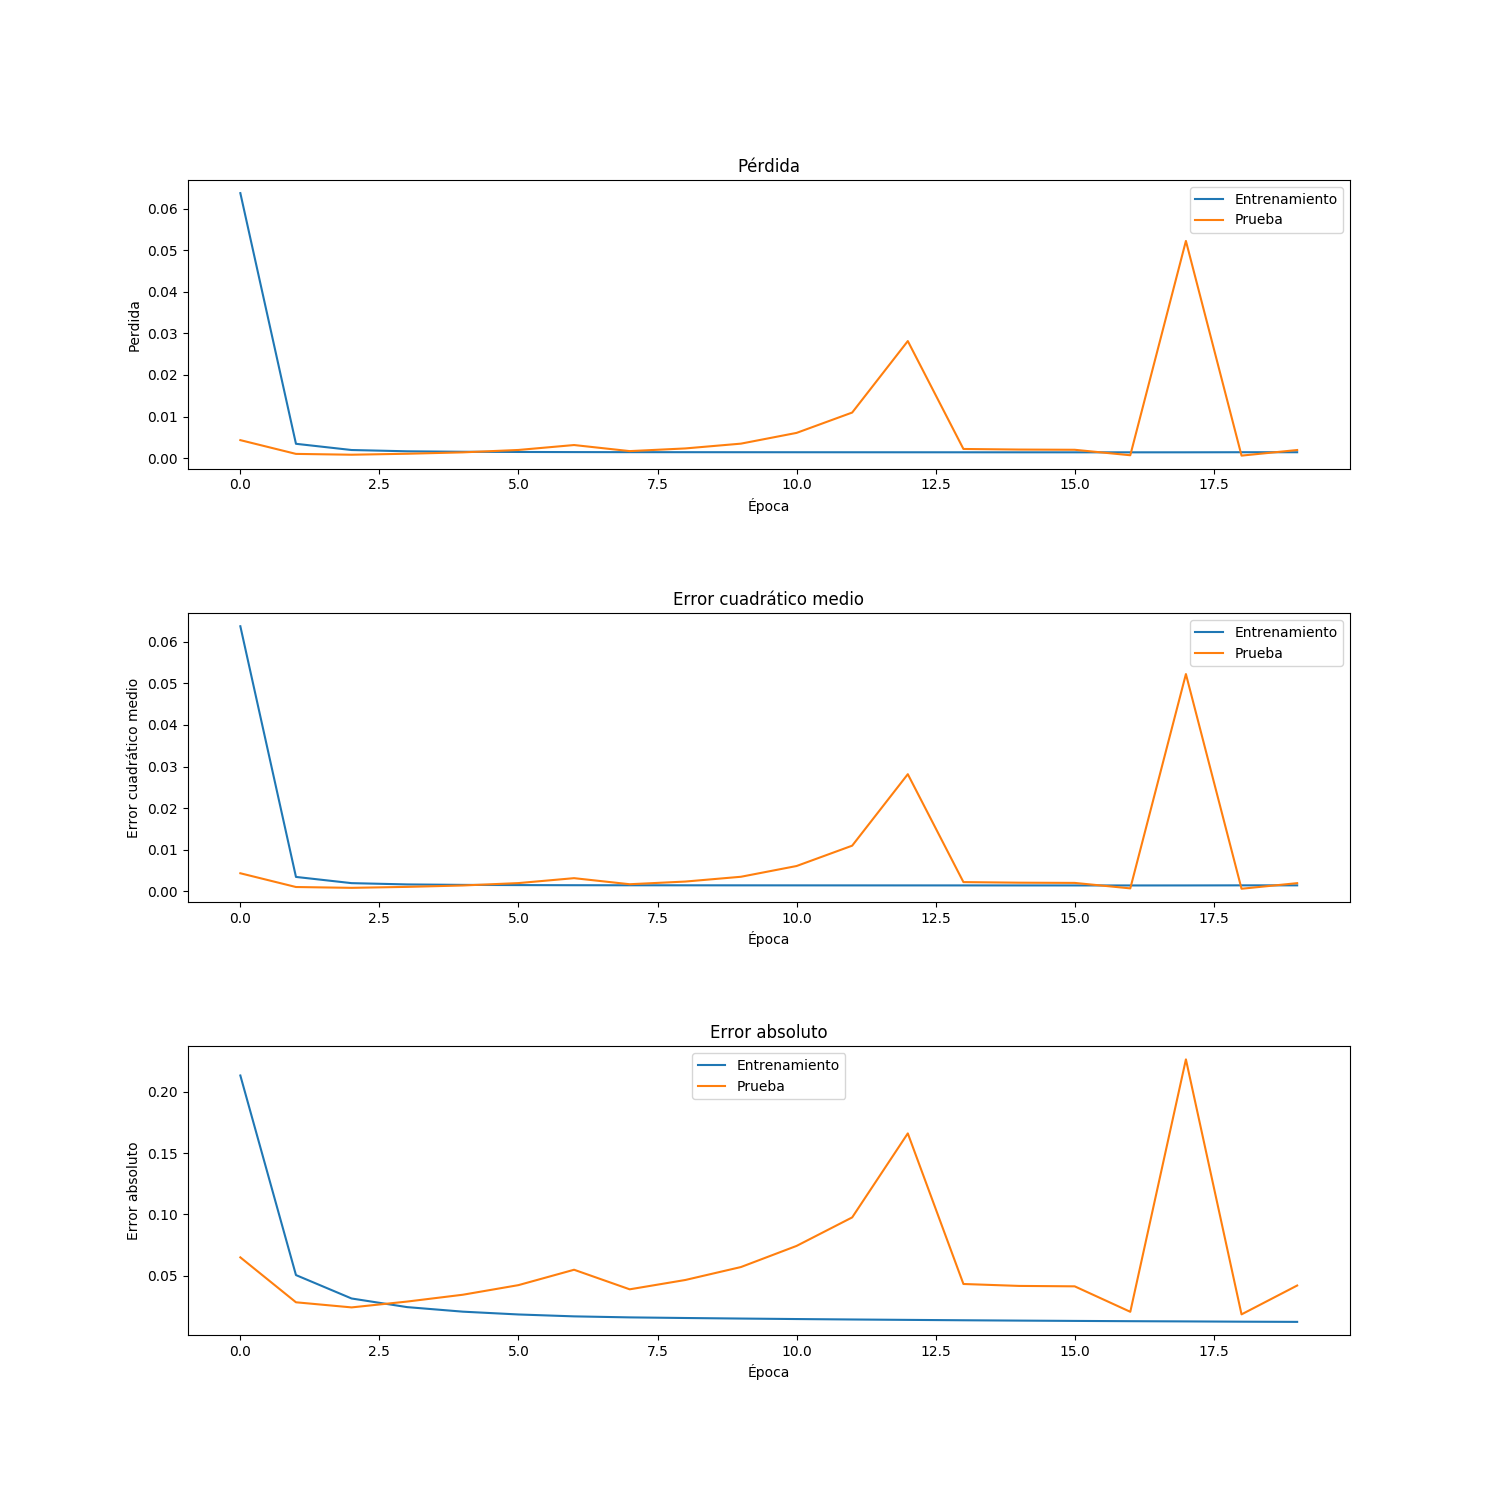 Pérdida
Entrenamiento
Prueba
Perdida
0.06
0.05
0.04
0.03
0.02
0.01
0.00
0.0 2.5 5.0 7.5 10.0 12.5 15.0 17.5
Época
Error cuadrático medio
Entrenamiento
Prueba
Error cuadrático medio
0.06
0.05
0.04
0.03
0.02
0.01
0.00
0.0 2.5 5.0 7.5 10.0 12.5 15.0 17.5
Época
Error absoluto
Entrenamiento
Prueba
Error absoluto
0.20
0.15
0.10
0.05
0.0 2.5 5.0 7.5 10.0 12.5 15.0 17.5
Época